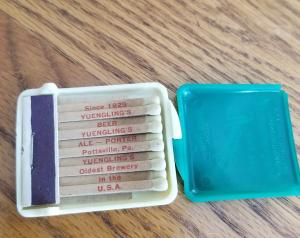 Since 1829
YUENGLING'S
BEER
YUENGLING'S
ALE - PORTER
Pottsville, Pa.
YUENGLING'S
Oldest Brewery
in the
U.S.A.